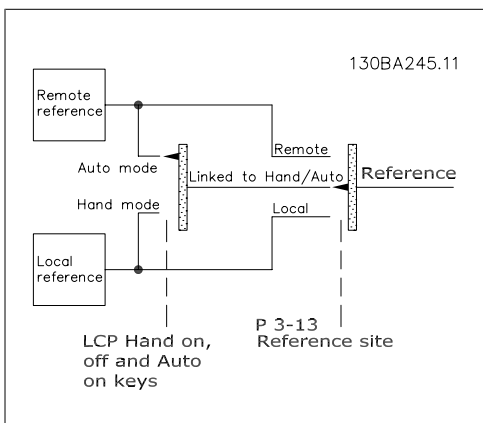 130BA245.11
Remote
reference
Remote
Auto mode
Linked to Hand/Auto
Reference
Hand mode
Local
Local
reference
LCP Hand on,
off and Auto
on keys
P 3-13
Reference site